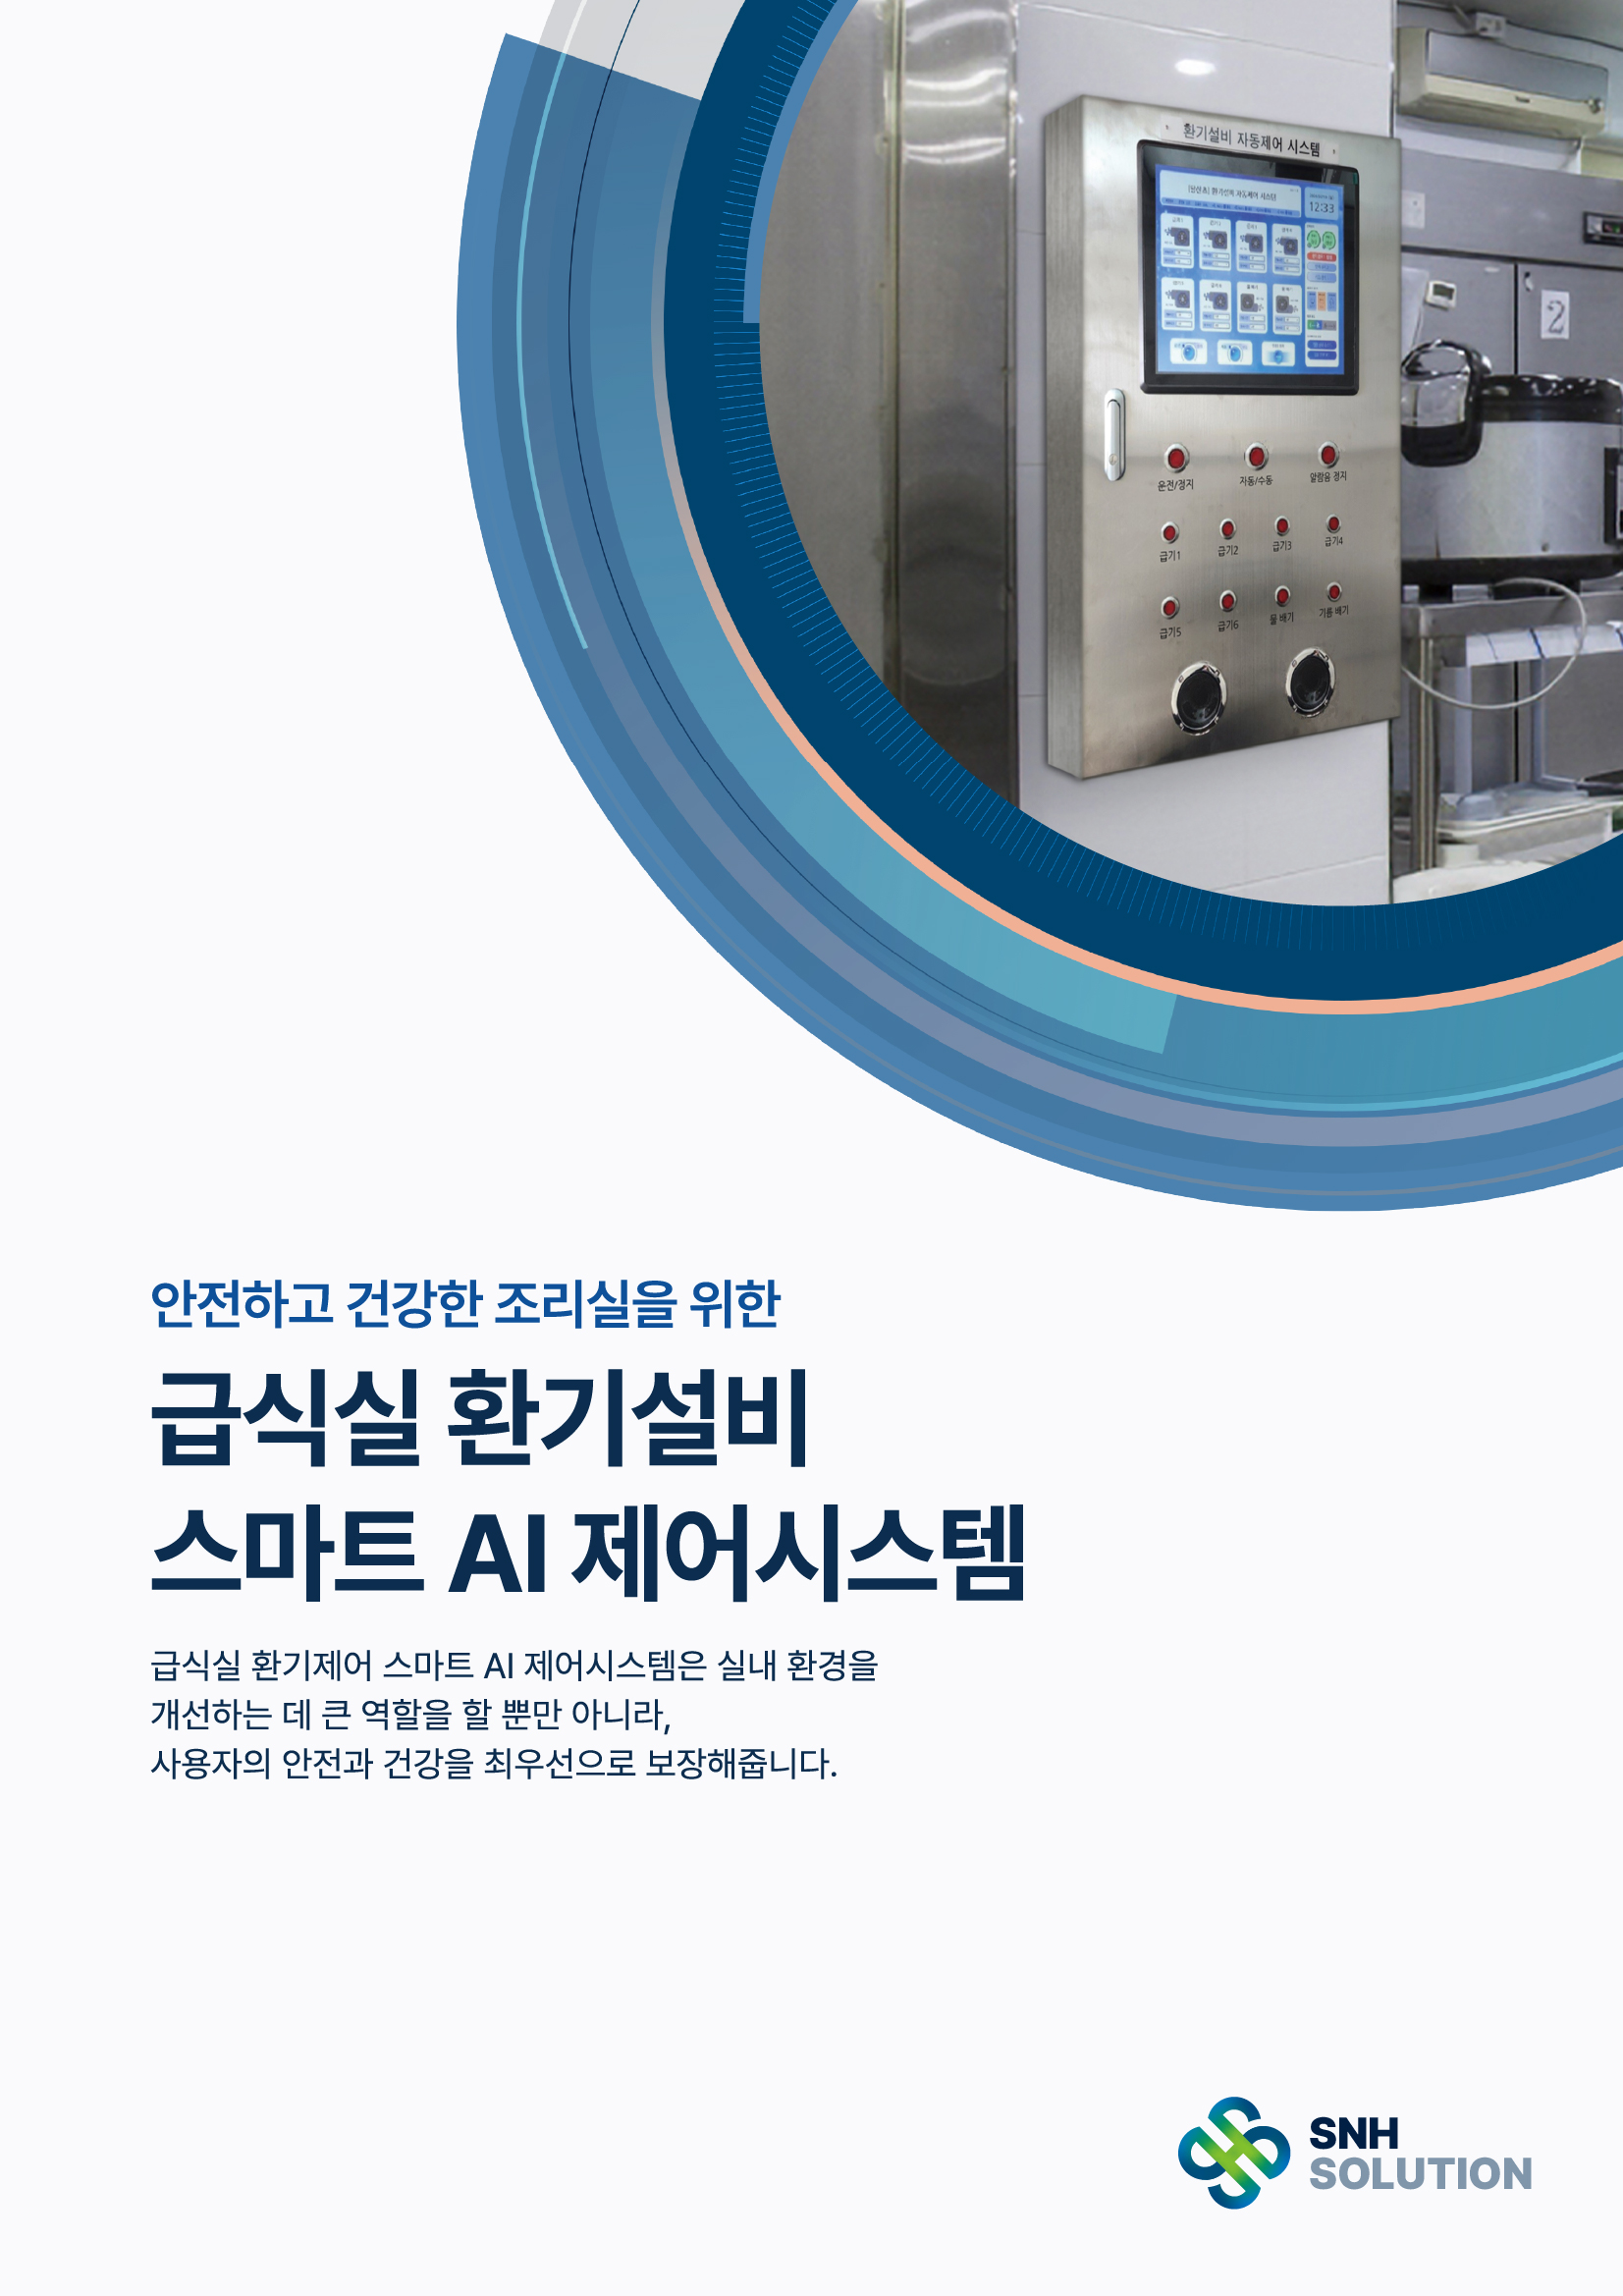 환기설비 자동제어 시스템
12:33
2
운전/정지 자동/수동 알람음 정지
급기1 급기2 급기3 급기4
급기5 급기6 물 배기 기름 배기
안전하고 건강한 조리실을 위한
급식실 환기설비
스마트 AI 제어시스템
급식실 환기제어 스마트 AI 제어시스템은 실내 환경을
개선하는 데 큰 역할을 할 뿐만 아니라,
사용자의 안전과 건강을 최우선으로 보장해줍니다.
SNH
SOLUTION